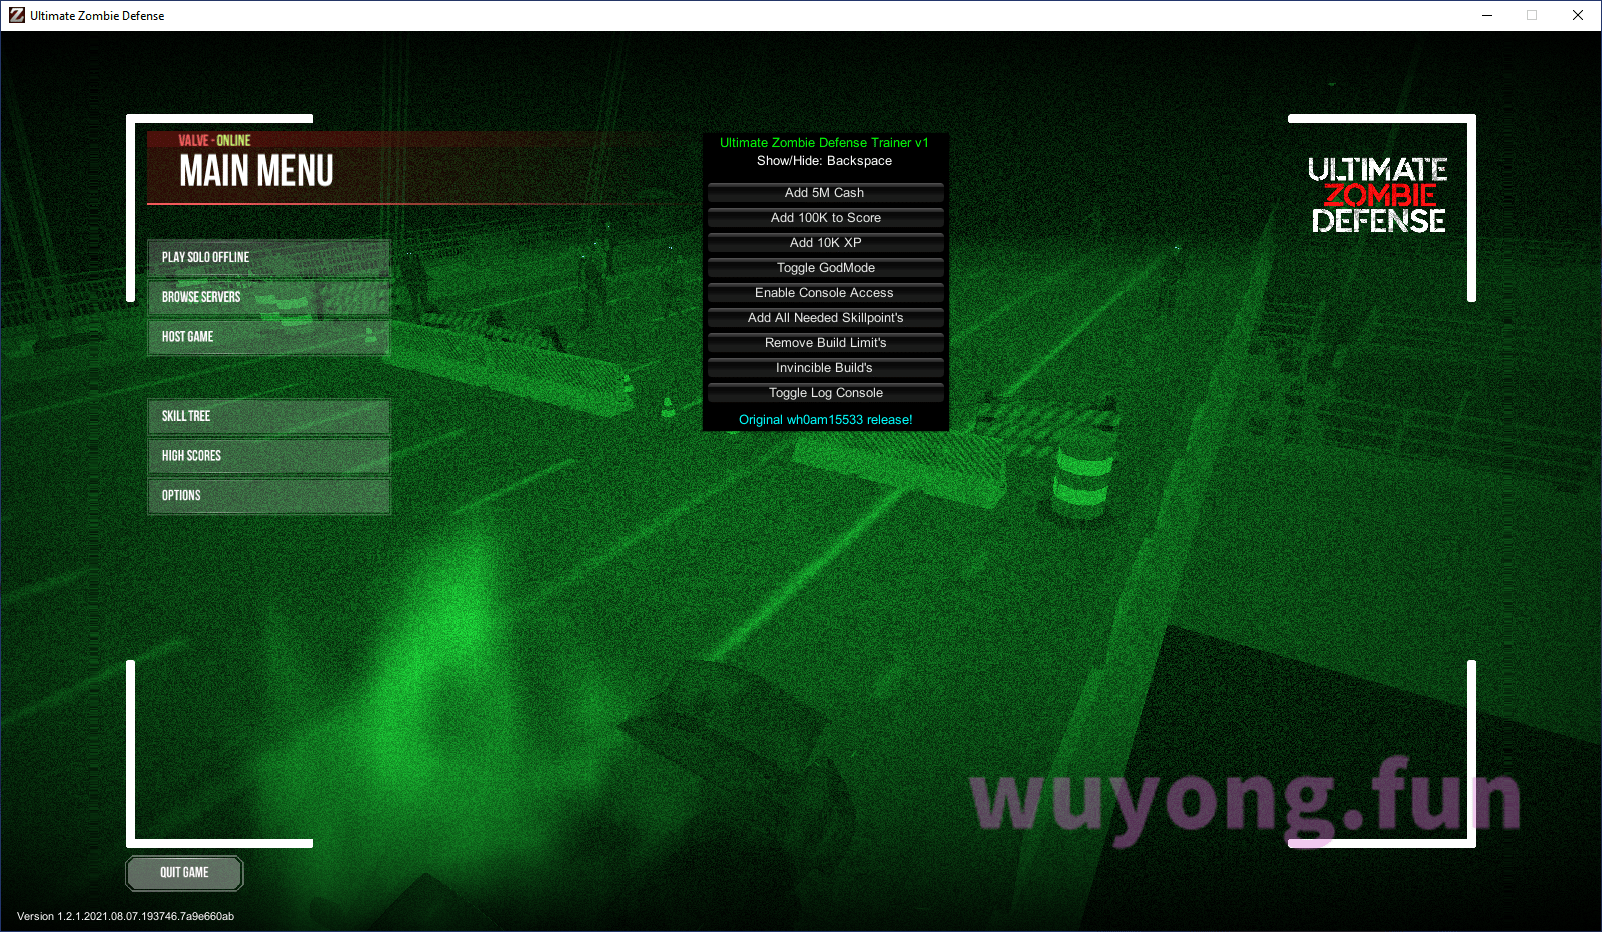 Ultimate Zombie Defense
VALVE - ONLINE
MAIN MENU
PLAY SOLO OFFLINE
BROWSE SERVERS
HOST GAME
SKILL TREE
HIGH SCORES
OPTIONS
Ultimate Zombie Defense Trainer v1
Show/Hide: Backspace
Add 5M Cash
Add 100K to Score
Add 10K XP
Toggle GodMode
Enable Console Access
Add All Needed Skillpoint's
Remove Build Limit's
Invincible Build's
Toggle Log Console
Original wh0am15533 release!
ULTIMATE
ZOMBIE
DEFENSE
wuyong.fun
QUIT GAME
Version 1.2.1.2021.08.07.193746.7a9e660ab